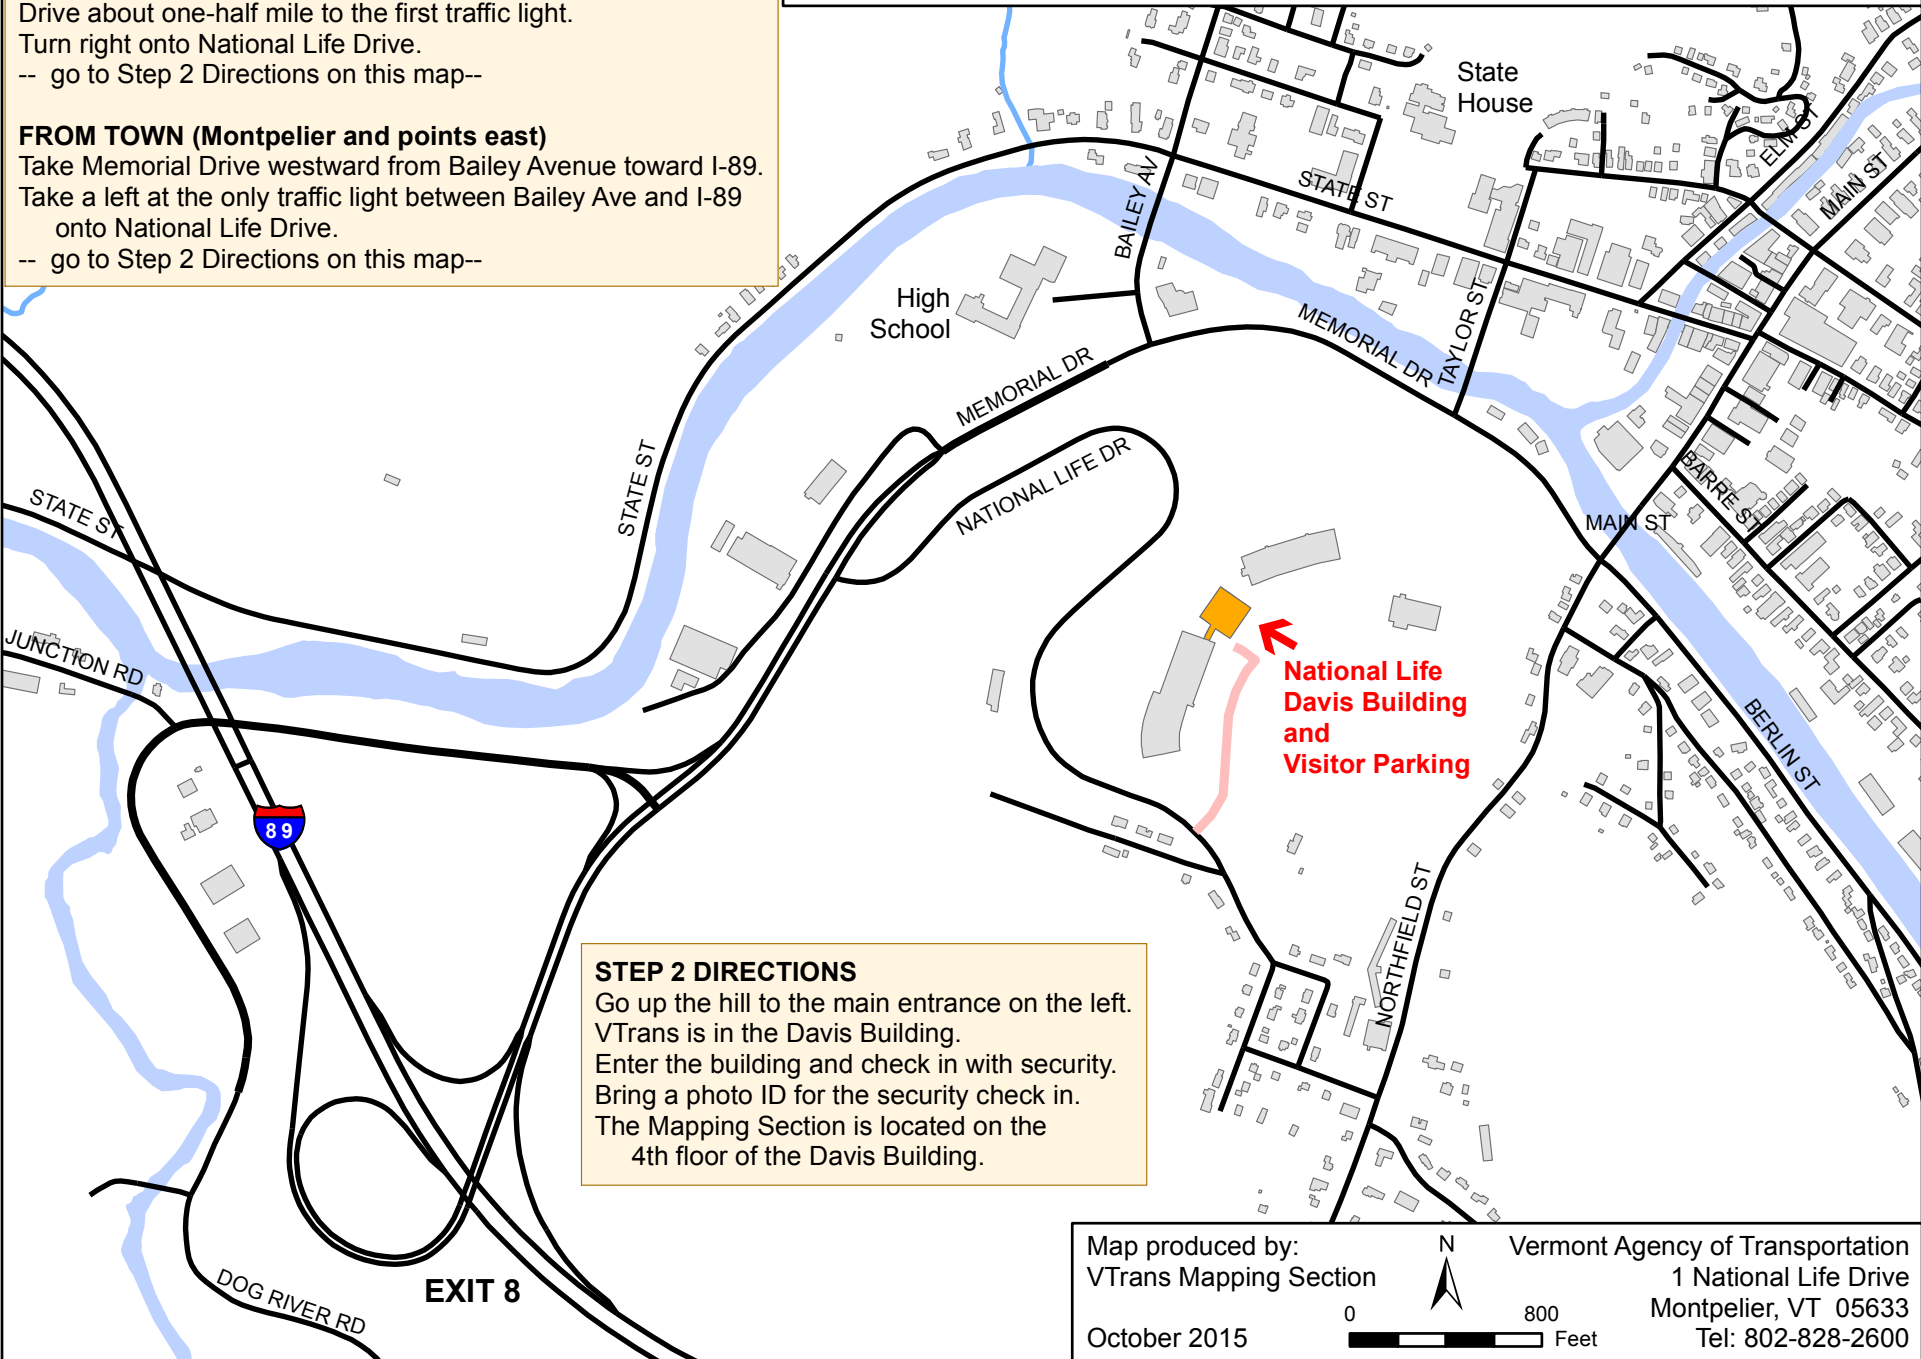 Drive about one-half mile to the first traffic light.
Turn right onto National Life Drive.
-- go to Step 2 Directions on this map--
FROM TOWN (Montpelier and points east)
Take Memorial Drive westward from Bailey Avenue toward I-89.
Take a left at the only traffic light between Bailey Ave and I-89
onto National Life Drive.
-- go to Step 2 Directions on this map--
State
House
ELM ST
MAIN ST
STATE ST
BAILEY AV
High
School
MEMORIAL DR
TAYLOR ST
MEMORIAL DR
NATIONAL LIFE DR
STATE ST
STATE ST
BARRE ST
MAIN ST
JUNCTION RD
National Life
Davis Building
and
Visitor Parking
BERLIN ST
89
NORTHFIELD ST
STEP 2 DIRECTIONS
Go up the hill to the main entrance on the left.
VTrans is in the Davis Building.
Enter the building and check in with security.
Bring a photo ID for the security check in.
The Mapping Section is located on the
4th floor of the Davis Building.
EXIT 8
DOG RIVER RD
Map produced by:
VTrans Mapping Section
October 2015
N
0 800
Feet
Vermont Agency of Transportation
1 National Life Drive
Montpelier, VT 05633
Tel: 802-828-2600